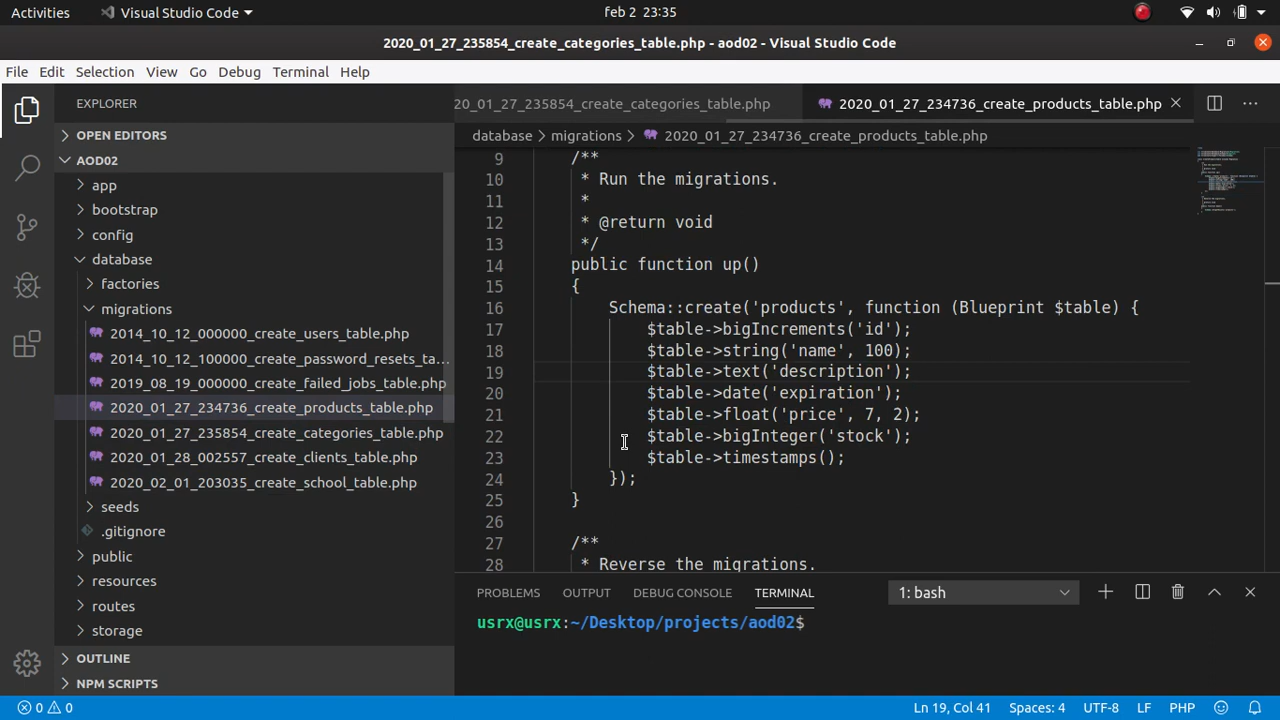 Activities
Visual Studio Code
feb 2 23:35
2020_01_27_235854_create_categories_table.php - aod02 - Visual Studio Code
File Edit Selection View Go Debug Terminal Help
EXPLORER
OPEN EDITORS
AOD02
app
bootstrap
config
database
factories
migrations
2014_10_12_000000_create_users_table.php
2014_10_12_100000_create_password_resets_ta...
2019_08_19_000000_create_failed_jobs_table.php
2020_01_27_234736_create_products_table.php
2020_01_27_235854_create_categories_table.php
2020_01_28_002557_create_clients_table.php
2020_02_01_203035_create_school_table.php
seeds
.gitignore
public
resources
routes
storage
OUTLINE
NPM SCRIPTS
20_01_27_235854_create_categories_table.php
2020_01_27_234736_create_products_table.php
database > migrations > 2020_01_27_234736_create_products_table.php
9 /**
10 * Run the migrations.
11 *
12 * @return void
13 */
14 public function up()
15 {
16 Schema::create('products', function (Blueprint $table) {
17 $table->bigIncrements('id');
18 $table->string('name', 100);
19 $table->text('description');
20 $table->date('expiration');
21 $table->float('price', 7, 2);
22 $table->bigInteger('stock');
23 $table->timestamps();
24 });
25 }
26
27 /**
28 * Reverse the migrations.
PROBLEMS OUTPUT DEBUG CONSOLE TERMINAL 1: bash
usrx@usrx:~/Desktop/projects/aod02$
0 0 Ln 19, Col 41 Spaces: 4 UTF-8 LF PHP